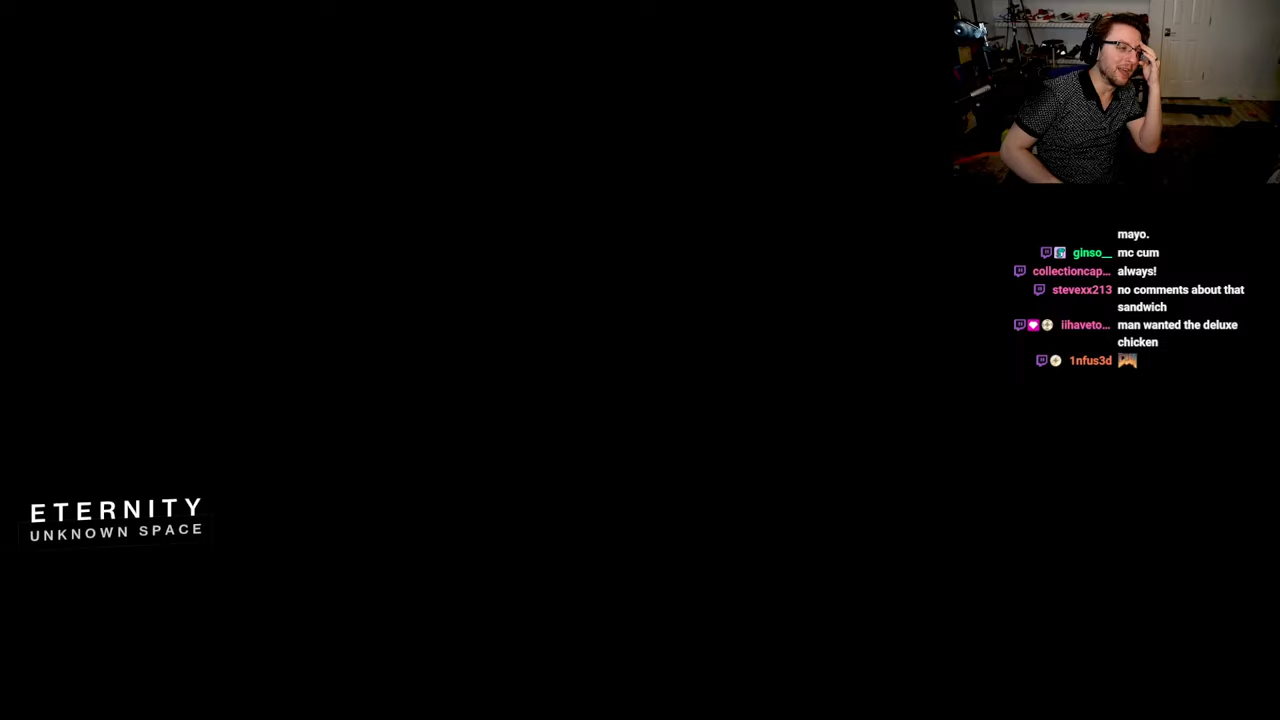 mayo.
ginso__ mc cum
collectioncap... always!
stevexx213 no comments about that
sandwich
iihaveto... man wanted the deluxe
chicken
1nfus3d
ETERNITY
UNKNOWN SPACE